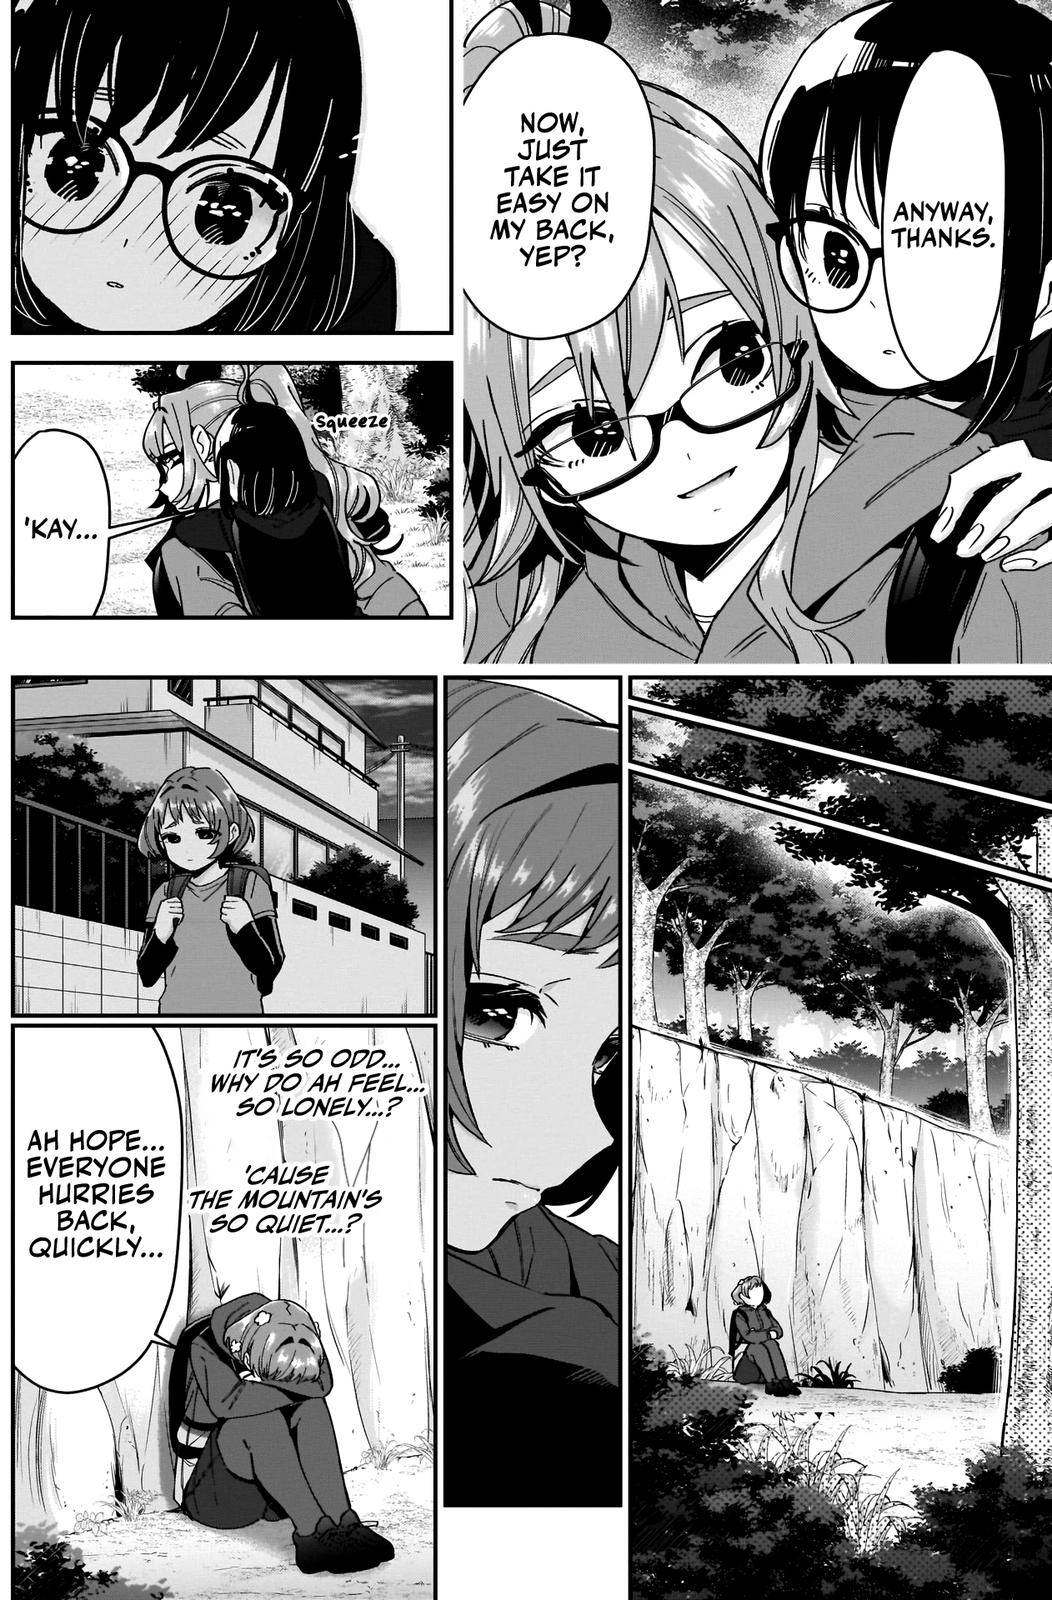 ANYWAY,
THANKS.
NOW,
JUST
TAKE IT
EASY ON
MY BACK,
YEP?
Squeeze
'KAY...
IT'S SO ODD...
WHY DO AH FEEL...
SO LONELY...?
'CAUSE
THE MOUNTAIN'S
SO QUIET...?
AH HOPE...
EVERYONE
HURRIES
BACK,
QUICKLY...